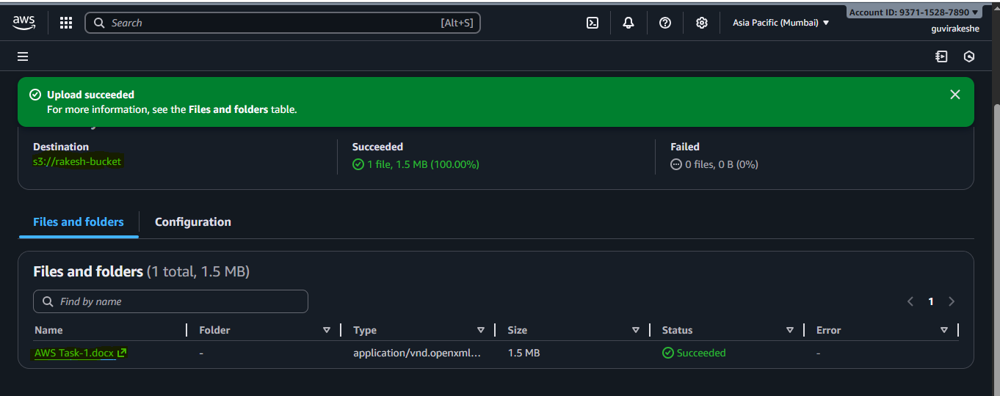 aws
Search [Alt+S]
Asia Pacific (Mumbai)
Account ID: 9371-1528-7890
guvirakeshe
Upload succeeded
For more information, see the Files and folders table.
Destination
s3://rakesh-bucket
Succeeded
1 file, 1.5 MB (100.00%)
Failed
0 files, 0 B (0%)
Files and folders Configuration
Files and folders (1 total, 1.5 MB)
Find by name
1
Name Folder Type Size Status Error
AWS Task-1.docx - application/vnd.openxml... 1.5 MB Succeeded -